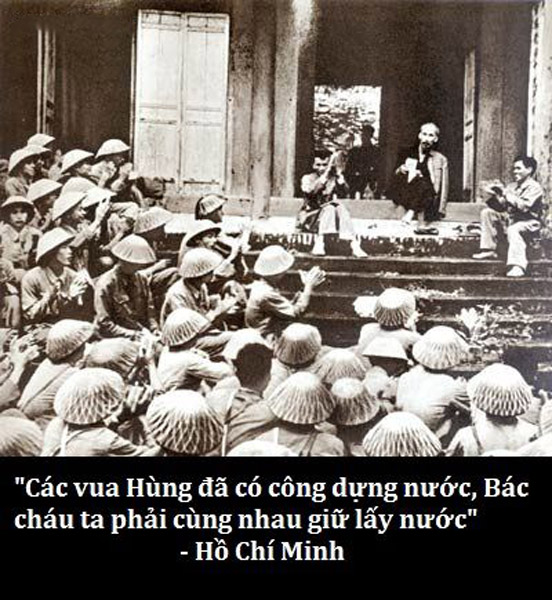 "Các vua Hùng đã có công dựng nước, Bác
cháu ta phải cùng nhau giữ lấy nước"
- Hồ Chí Minh